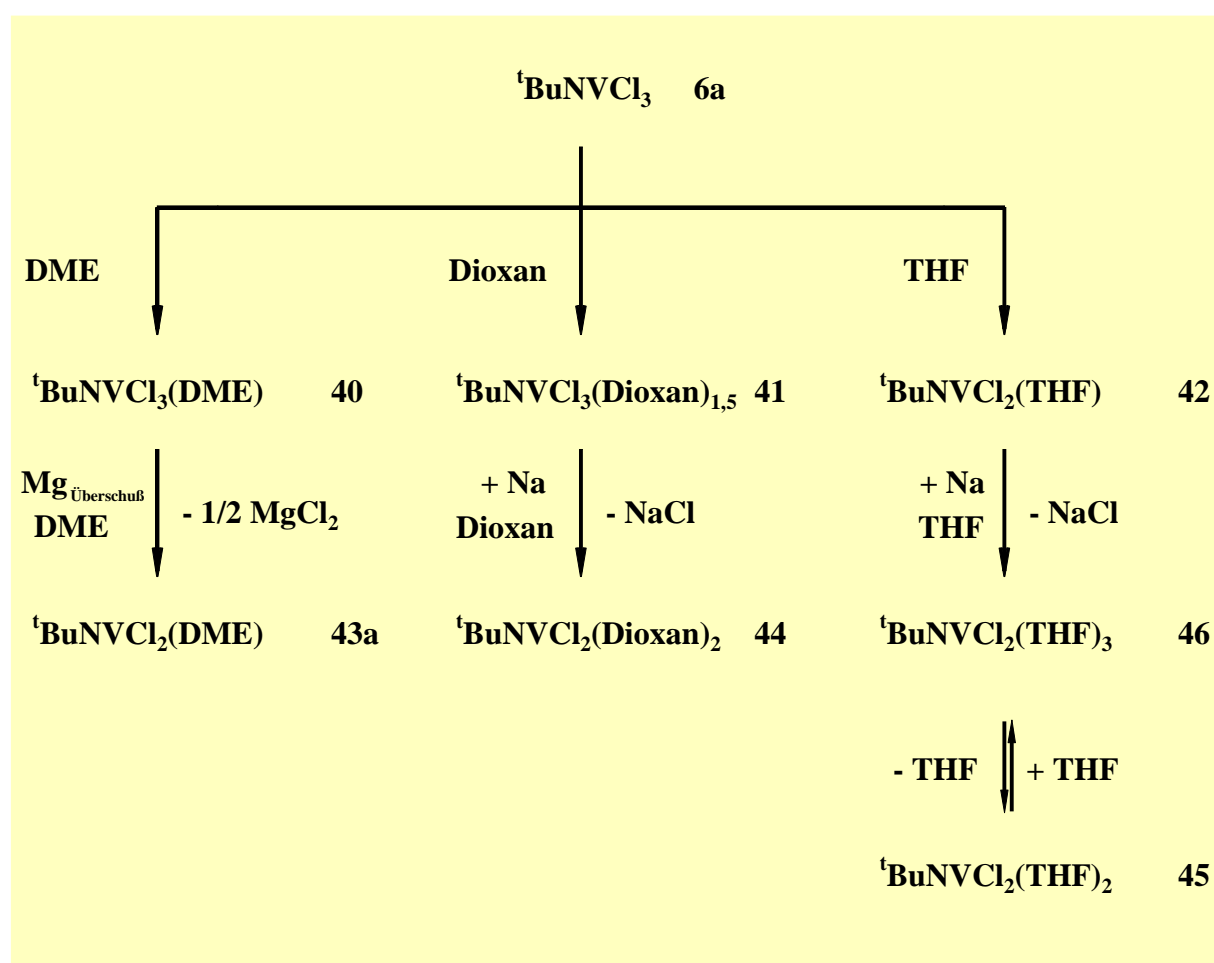 ᵗBuNVCl₃ 6a
DME Dioxan THF
ᵗBuNVCl₃(DME) 40 ᵗBuNVCl₃(Dioxan)₁,₅ 41 ᵗBuNVCl₂(THF) 42
Mg Überschuß + Na + Na
- 1/2 MgCl₂ - NaCl - NaCl
DME Dioxan THF
ᵗBuNVCl₂(DME) 43a ᵗBuNVCl₂(Dioxan)₂ 44 ᵗBuNVCl₂(THF)₃ 46
- THF + THF
ᵗBuNVCl₂(THF)₂ 45